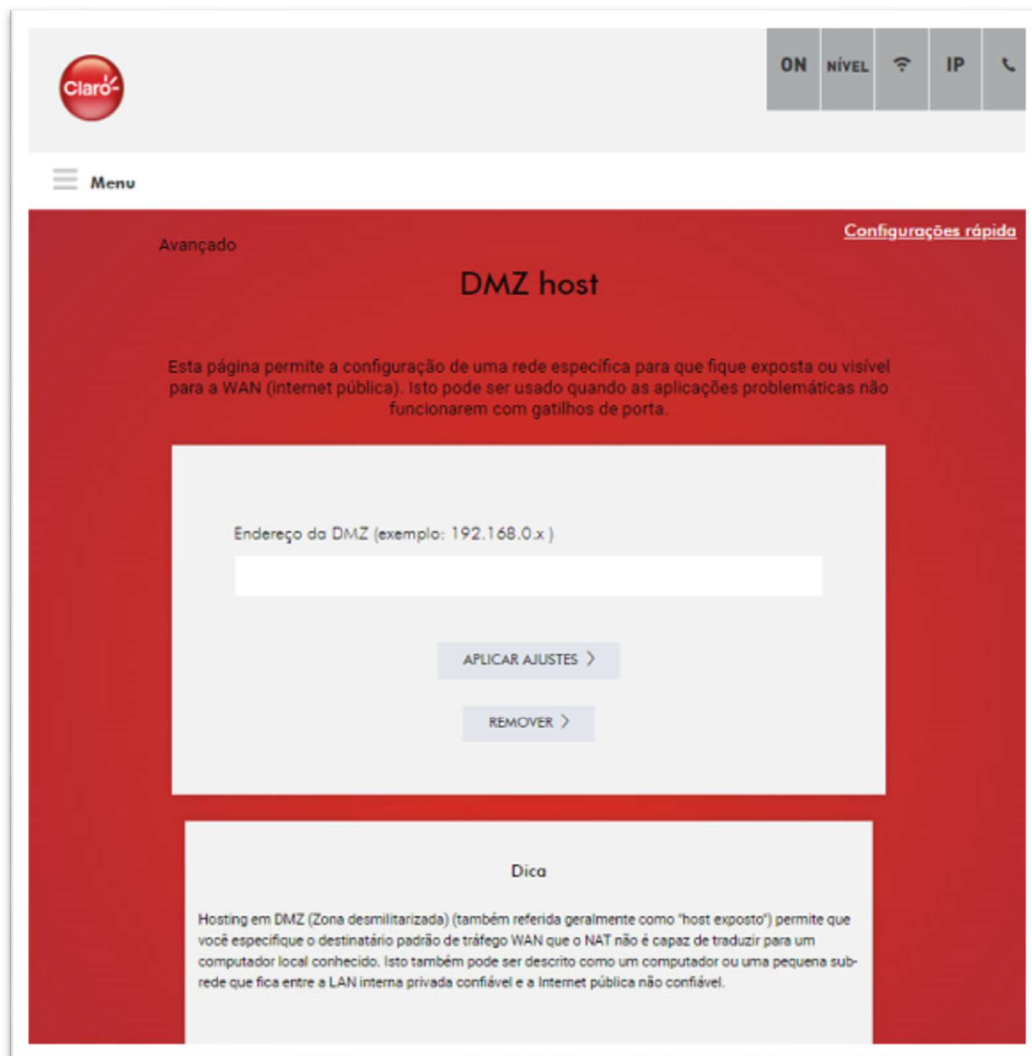 Claro
ON NÍVEL IP
Menu
Configurações rápida
Avançado
DMZ host
Esta página permite a configuração de uma rede específica para que fique exposta ou visível
para a WAN (internet pública). Isto pode ser usado quando as aplicações problemáticas não
funcionarem com gatilhos de porta.
Endereço da DMZ (exemplo: 192.168.0.x )
APLICAR AJUSTES >
REMOVER >
Dica
Hosting em DMZ (Zona desmilitarizada) (também referida geralmente como "host exposto") permite que
você especifique o destinatário padrão de tráfego WAN que o NAT não é capaz de traduzir para um
computador local conhecido. Isto também pode ser descrito como um computador ou uma pequena sub-
rede que fica entre a LAN interna privada confiável e a Internet pública não confiável.